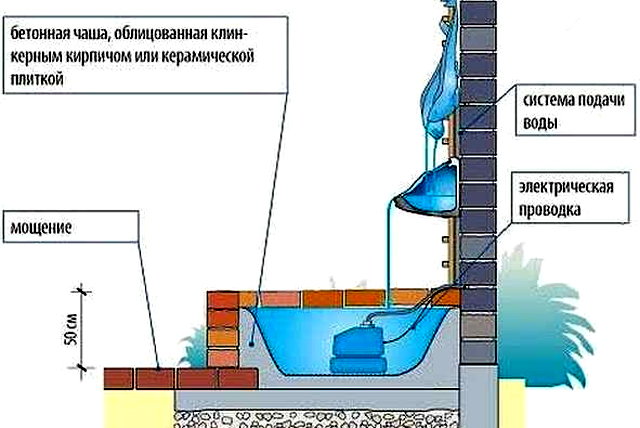 бетонная чаша, облицованная клин-
керным кирпичом или керамической
плиткой
система подачи
воды
электрическая
проводка
мощение
50 см